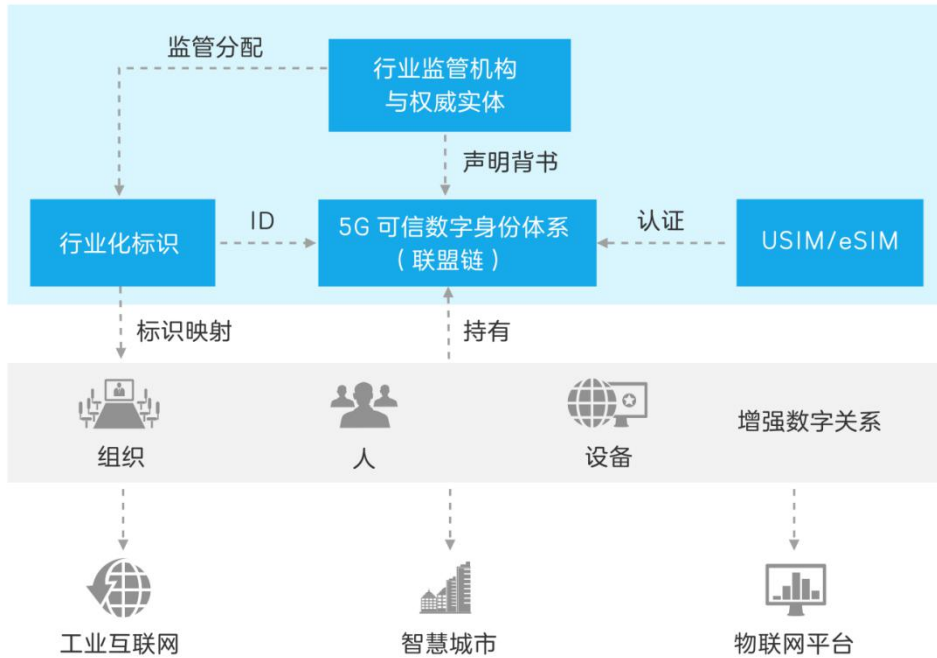 监管分配
行业监管机构
与权威实体
声明背书
行业化标识
ID
5G 可信数字身份体系
（联盟链）
认证
USIM/eSIM
标识映射
持有
组织
人
设备
增强数字关系
工业互联网
智慧城市
物联网平台